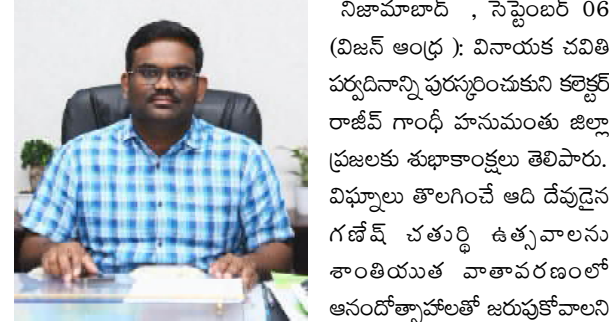 నిజామాబాద్ , సెప్టెంబర్ 06
(విజన్ ఆంధ్ర ): వినాయక చవితి
పర్వదినాన్ని పురస్కరించుకుని కలెక్టర్
రాజీవ్ గాంధీ హనుమంతు జిల్లా
ప్రజలకు శుభాకాంక్షలు తెలిపారు.
విఘ్నాలు తొలగించే ఆది దేవుడైన
గణేష్ చతుర్థి ఉత్సవాలను
శాంతియుత వాతావరణంలో
ఆనందోత్సాహాలతో జరుపుకోవాలని